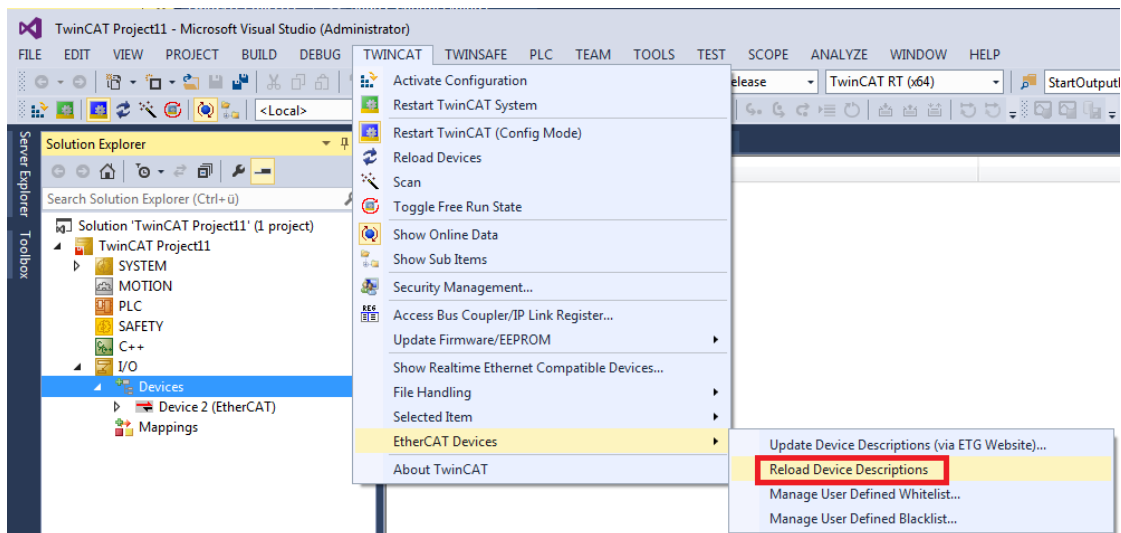 TwinCAT Project11 - Microsoft Visual Studio (Administrator)
FILE EDIT VIEW PROJECT BUILD DEBUG TWINCAT TWINSAFE PLC TEAM TOOLS TEST SCOPE ANALYZE WINDOW HELP
elease TwinCAT RT (x64) StartOutput
<Local>
Server Explorer
Toolbox
Solution Explorer
Search Solution Explorer (Ctrl+ü)
Solution 'TwinCAT Project11' (1 project)
TwinCAT Project11
SYSTEM
MOTION
PLC
SAFETY
C++
I/O
Devices
Device 2 (EtherCAT)
Mappings
Activate Configuration
Restart TwinCAT System
Restart TwinCAT (Config Mode)
Reload Devices
Scan
Toggle Free Run State
Show Online Data
Show Sub Items
Security Management...
Access Bus Coupler/IP Link Register...
Update Firmware/EEPROM
Show Realtime Ethernet Compatible Devices...
File Handling
Selected Item
EtherCAT Devices
About TwinCAT
Update Device Descriptions (via ETG Website)...
Reload Device Descriptions
Manage User Defined Whitelist...
Manage User Defined Blacklist...